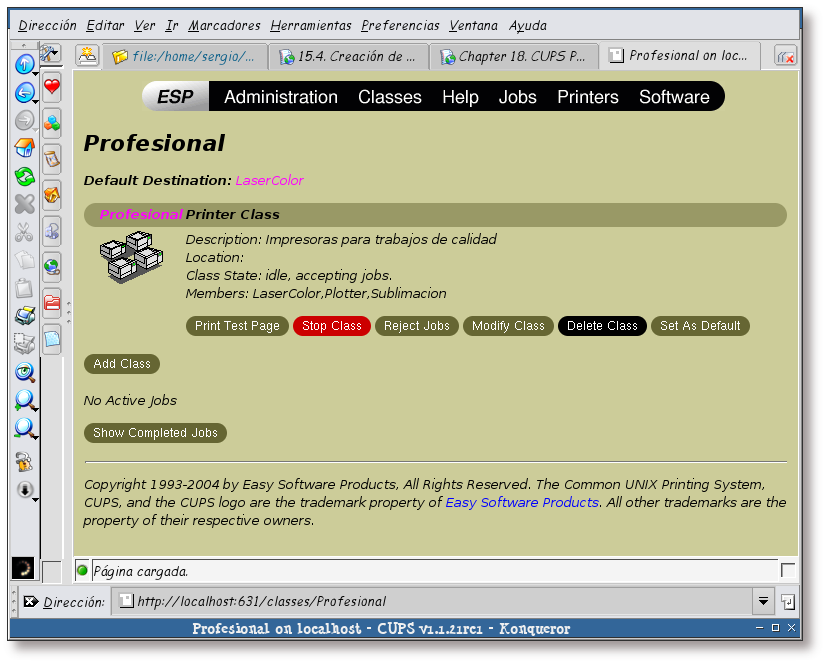 Dirección Editar Ver Ir Marcadores Herramientas Preferencias Ventana Ayuda
file:/home/sergio/... 15.4. Creación de ... Chapter 18. CUPS P... Profesional on loc...
ESP Administration Classes Help Jobs Printers Software
Profesional
Default Destination: LaserColor
Profesional Printer Class
Description: Impresoras para trabajos de calidad
Location:
Class State: idle, accepting jobs.
Members: LaserColor,Plotter,Sublimacion
Print Test Page Stop Class Reject Jobs Modify Class Delete Class Set As Default
Add Class
No Active Jobs
Show Completed Jobs
Copyright 1993-2004 by Easy Software Products, All Rights Reserved. The Common UNIX Printing System,
CUPS, and the CUPS logo are the trademark property of Easy Software Products. All other trademarks are the
property of their respective owners.
Página cargada.
Dirección: http://localhost:631/classes/Profesional
Profesional on localhost - CUPS v1.1.21rc1 - Konqueror